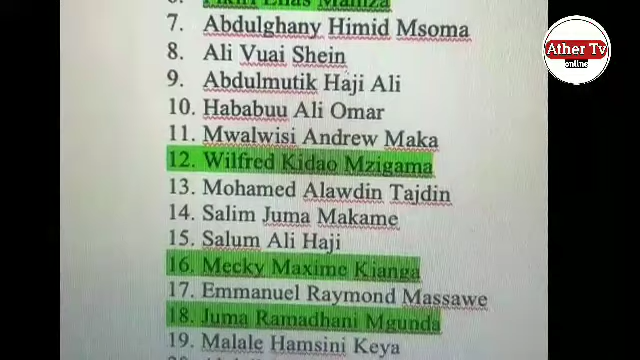 Ather Tv
online
7. Abdulghany Himid Msoma
8. Ali Vuai Shein
9. Abdulmutik Haji Ali
10. Hababuu Ali Omar
11. Mwalwisi Andrew Maka
12. Wilfred Kidao Mzigama
13. Mohamed Alawdin Tajdin
14. Salim Juma Makame
15. Salum Ali Haji
16. Mecky Maxime Kianga
17. Emmanuel Raymond Massawe
18. Juma Ramadhani Mgunda
19. Malale Hamsini Keya